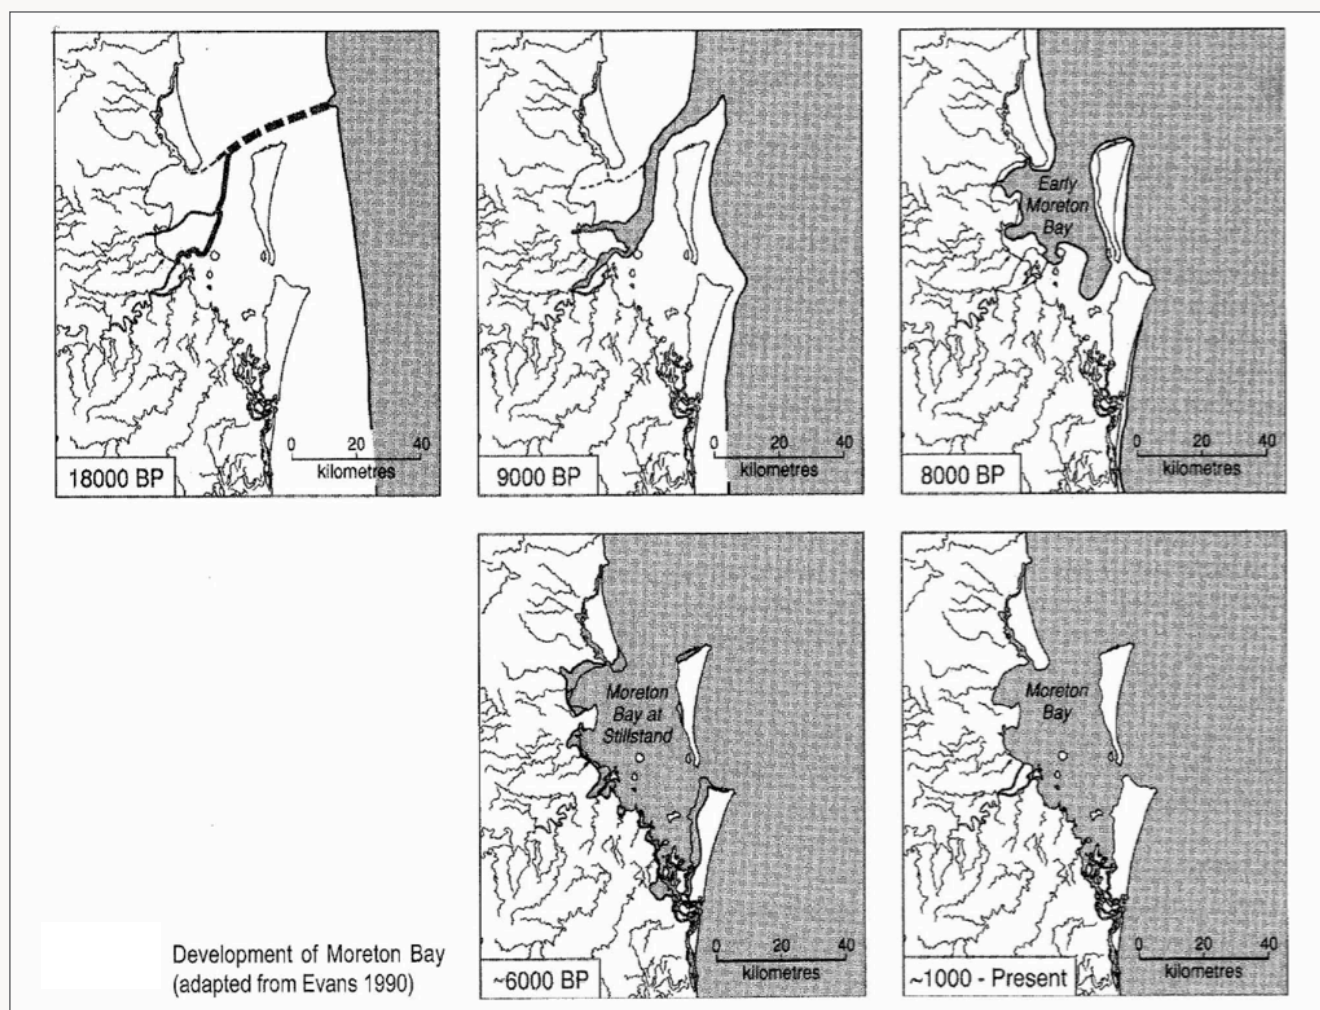 0 20 40
kilometres
18000 BP
0 20 40
kilometres
9000 BP
Early
Moreton
Bay
0 20 40
kilometres
8000 BP
Moreton
Bay at
Stillstand
0 20 40
kilometres
~6000 BP
Moreton
Bay
0 20 40
kilometres
~1000 - Present
Development of Moreton Bay
(adapted from Evans 1990)